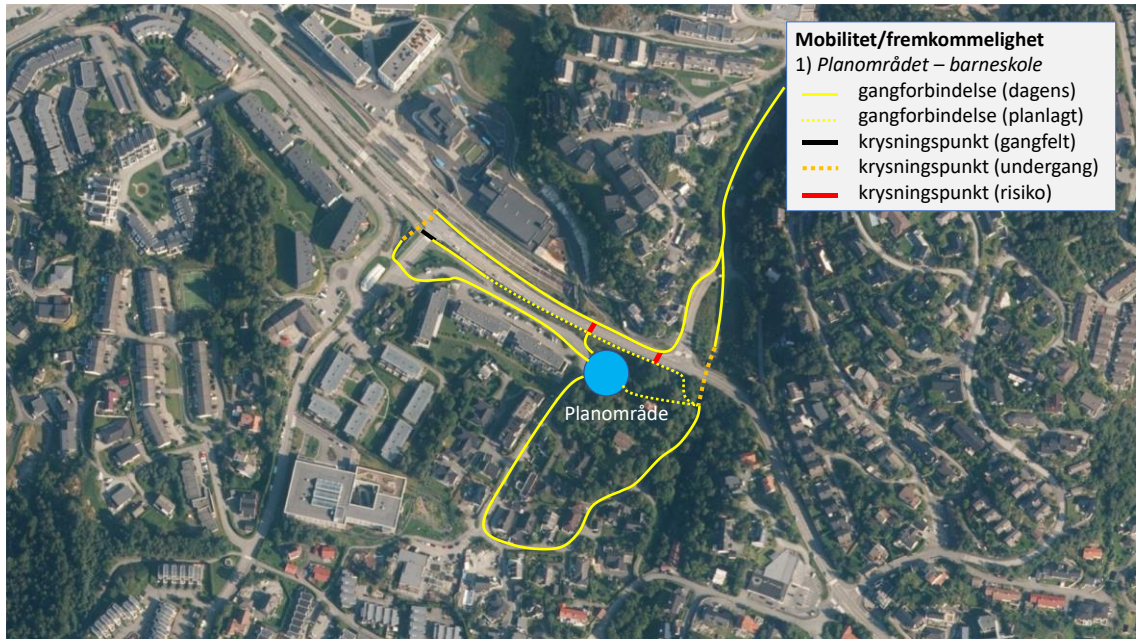 Mobilitet/fremkommelighet
1) Planområdet – barneskole
gangforbindelse (dagens)
gangforbindelse (planlagt)
krysningspunkt (gangfelt)
krysningspunkt (undergang)
krysningspunkt (risiko)
Planområde